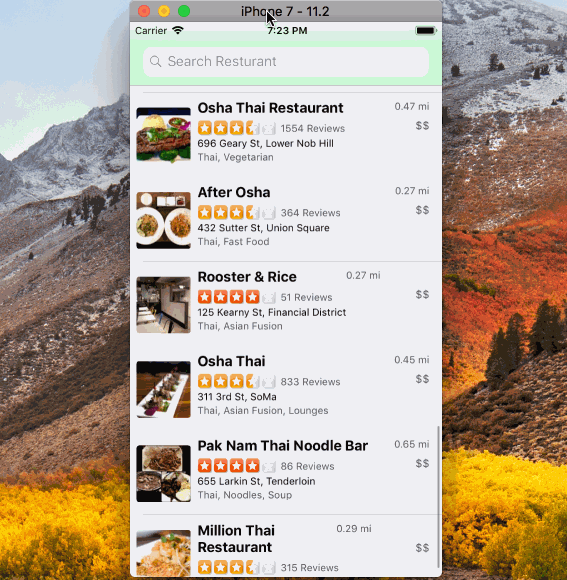 iPhone 7 - 11.2
Carrier 7:23 PM
Search Resturant
Osha Thai Restaurant 0.47 mi
1554 Reviews $$
696 Geary St, Lower Nob Hill
Thai, Vegetarian
After Osha 0.27 mi
364 Reviews $$
432 Sutter St, Union Square
Thai, Fast Food
Rooster & Rice 0.27 mi
51 Reviews $$
125 Kearny St, Financial District
Thai, Asian Fusion
Osha Thai 0.45 mi
833 Reviews $$
311 3rd St, SoMa
Thai, Asian Fusion, Lounges
Pak Nam Thai Noodle Bar 0.65 mi
86 Reviews $$
655 Larkin St, Tenderloin
Thai, Noodles, Soup
Million Thai 0.29 mi
Restaurant $$
315 Reviews